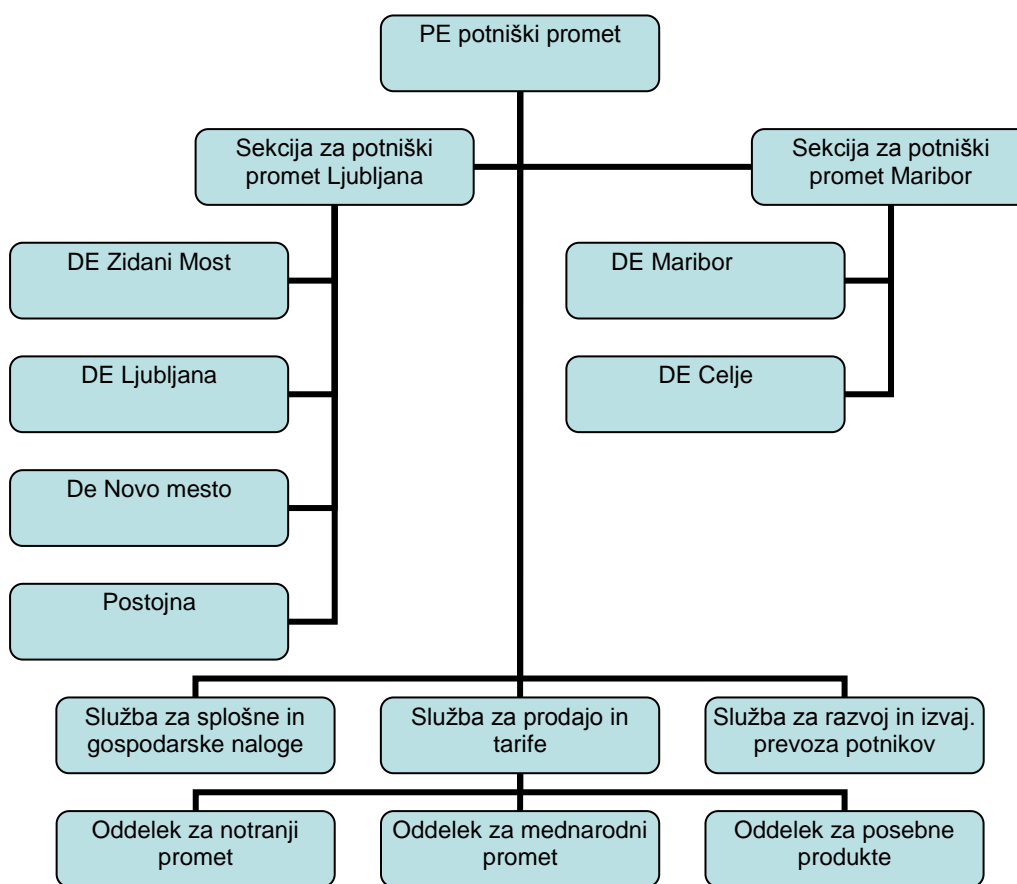 PE potniški promet
Sekcija za potniški
promet Ljubljana
Sekcija za potniški
promet Maribor
DE Zidani Most
DE Maribor
DE Ljubljana
DE Celje
De Novo mesto
Postojna
Služba za splošne in
gospodarske naloge
Služba za prodajo in
tarife
Služba za razvoj in izvaj.
prevoza potnikov
Oddelek za notranji
promet
Oddelek za mednarodni
promet
Oddelek za posebne
produkte